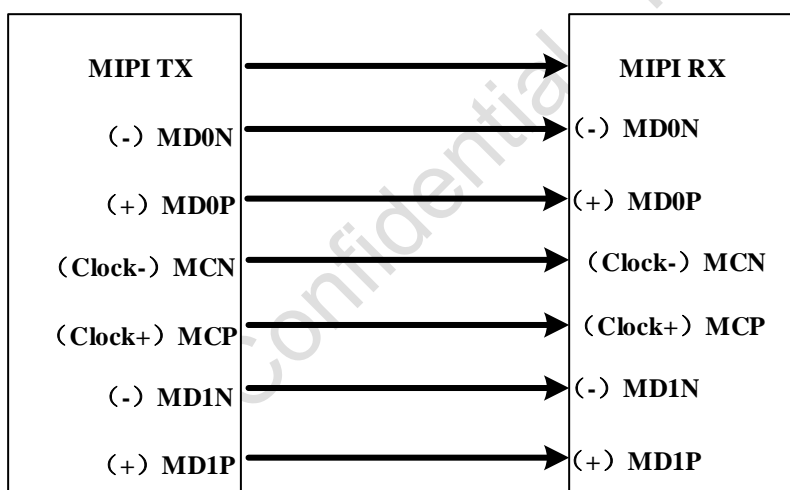 MIPI TX MIPI RX
（-）MD0N （-）MD0N
（+）MD0P （+）MD0P
（Clock-）MCN （Clock-）MCN
（Clock+）MCP （Clock+）MCP
（-）MD1N （-）MD1N
（+）MD1P （+）MD1P
Confidential